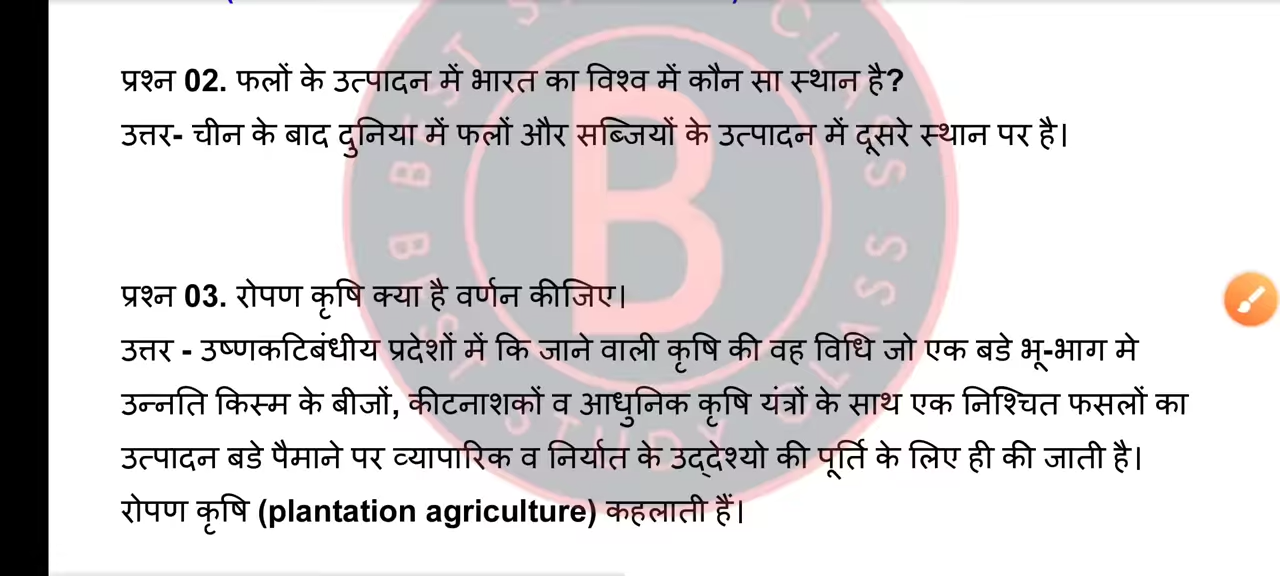 प्रश्न 02. फलों के उत्पादन में भारत का विश्व में कौन सा स्थान है?
उत्तर- चीन के बाद दुनिया में फलों और सब्जियों के उत्पादन में दूसरे स्थान पर है।
प्रश्न 03. रोपण कृषि क्या है वर्णन कीजिए।
उत्तर - उष्णकटिबंधीय प्रदेशों में कि जाने वाली कृषि की वह विधि जो एक बडे भू-भाग मे
उन्नति किस्म के बीजों, कीटनाशकों व आधुनिक कृषि यंत्रों के साथ एक निश्चित फसलों का
उत्पादन बडे पैमाने पर व्यापारिक व निर्यात के उद्देश्यो की पूर्ति के लिए ही की जाती है।
रोपण कृषि (plantation agriculture) कहलाती हैं।
B